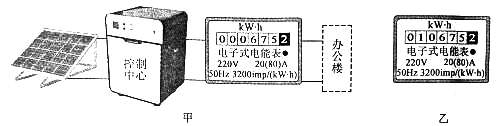 控制
中心
kW·h
0 0 0 6 7 5 2
电子式电能表
220V 20(80)A
50Hz 3200imp/(kW·h)
办公楼
kW·h
0 1 0 6 7 5 2
电子式电能表
220V 20(80)A
50Hz 3200imp/(kW·h)
甲
乙